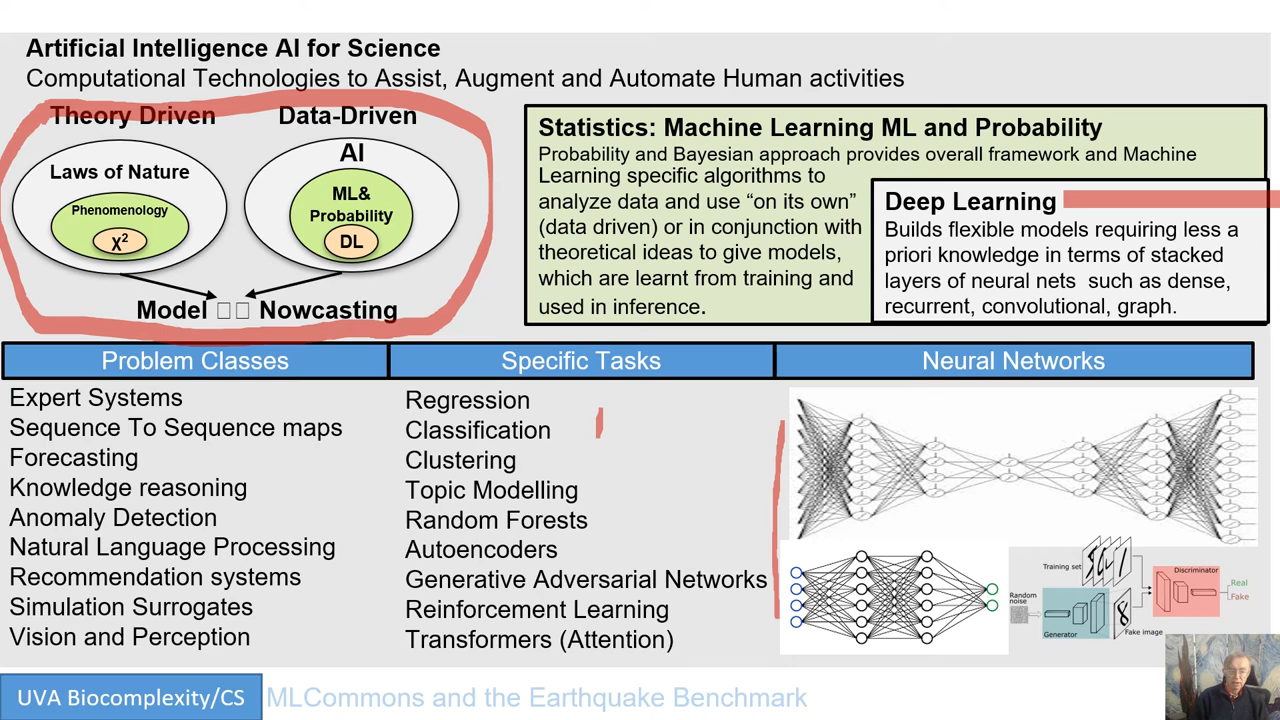 Artificial Intelligence AI for Science
Computational Technologies to Assist, Augment and Automate Human activities
Theory Driven
Data-Driven
Laws of Nature
Phenomenology
χ²
AI
ML&
Probability
DL
Model □□ Nowcasting
Statistics: Machine Learning ML and Probability
Probability and Bayesian approach provides overall framework and Machine
Learning specific algorithms to
analyze data and use “on its own”
(data driven) or in conjunction with
theoretical ideas to give models,
which are learnt from training and
used in inference.
Deep Learning
Builds flexible models requiring less a
priori knowledge in terms of stacked
layers of neural nets such as dense,
recurrent, convolutional, graph.
Problem Classes
Expert Systems
Sequence To Sequence maps
Forecasting
Knowledge reasoning
Anomaly Detection
Natural Language Processing
Recommendation systems
Simulation Surrogates
Vision and Perception
Specific Tasks
Regression
Classification
Clustering
Topic Modelling
Random Forests
Autoencoders
Generative Adversarial Networks
Reinforcement Learning
Transformers (Attention)
Neural Networks
Training set
Discriminator
Random
noise
Real
Fake
Generator
8
Fake image
UVA Biocomplexity/CS
MLCommons and the Earthquake Benchmark